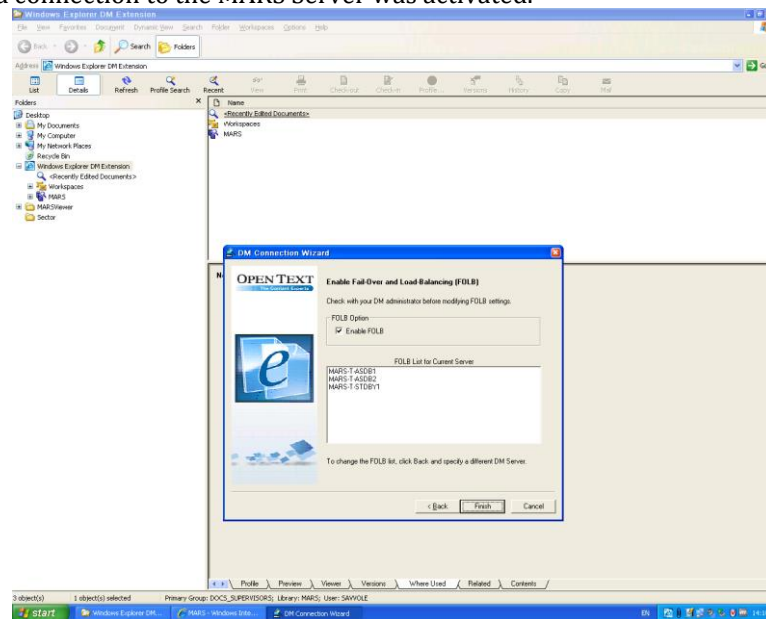 a connection to the MARS server was activated.
Windows Explorer DM Extension
File View Favorites Document Dynamic View Search Folder Workspaces Options Help
Back Search Folders
Address Windows Explorer DM Extension
List Details Refresh Profile Search Recent View Print Check-out Check-in Profile ... Versions History Copy Mail
Folders
Name
Desktop
<Recently Edited Documents>
My Documents
Workspaces
My Computer
MARS
My Network Places
Recycle Bin
Windows Explorer DM Extension
<Recently Edited Documents>
Workspaces
MARS
MARSViewer
Sector
DM Connection Wizard
OPEN TEXT
The Content Experts
Enable Fail-Over and Load-Balancing (FOLB)
Check with your DM administrator before modifying FOLB settings.
FOLB Option
Enable FOLB
FOLB List for Current Server
MARS-T-ASDB1
MARS-T-ASDB2
MARS-T-STDBY1
To change the FOLB list, click Back and specify a different DM Server.
< Back Finish Cancel
Profile Preview Viewer Versions Where Used Related Contents
3 object(s) 1 object(s) selected Primary Group: DOCS_SUPERVISORS; Library: MARS; User: SAVVOLE
start Windows Explorer DM... MARS - Windows Inte... DM Connection Wizard EN